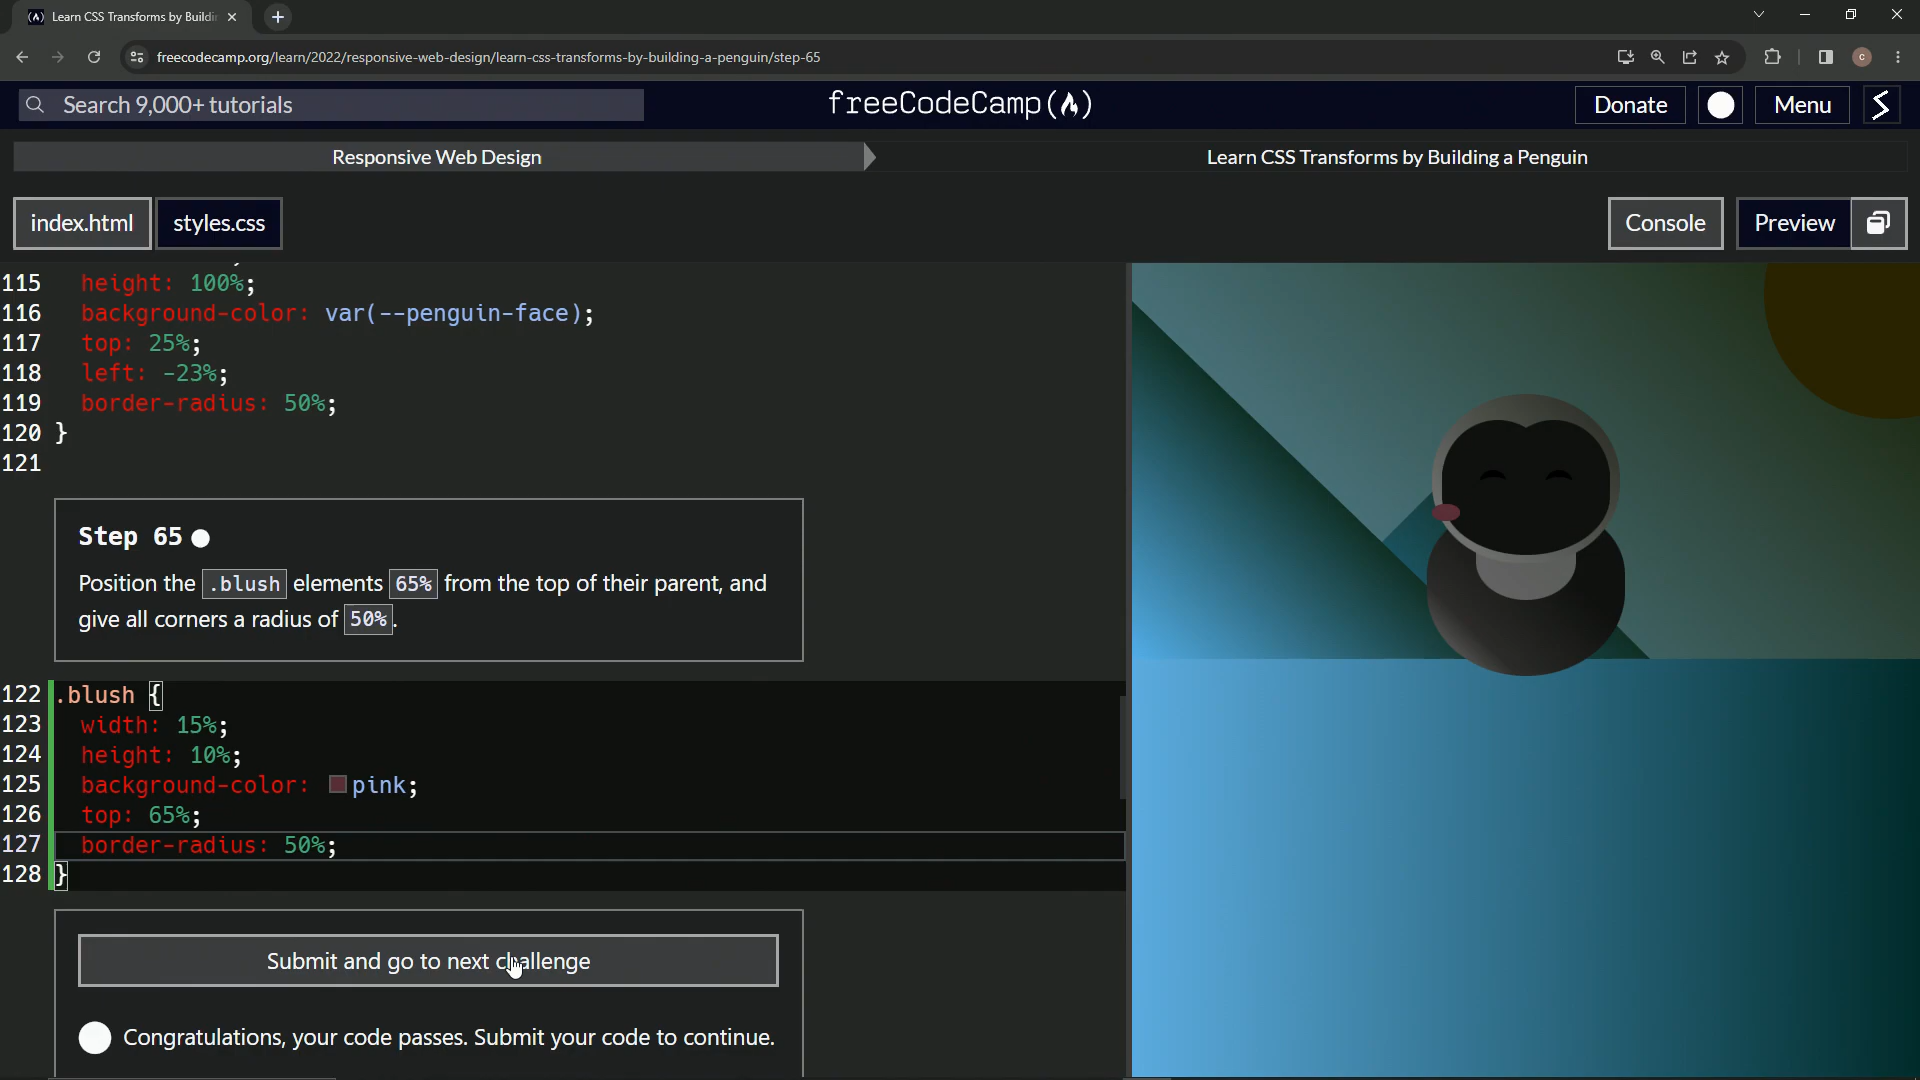 Learn CSS Transforms by Buildi
freecodecamp.org/learn/2022/responsive-web-design/learn-css-transforms-by-building-a-penguin/step-65
C
Search 9,000+ tutorials
freeCodeCamp
Donate
Menu
Responsive Web Design
Learn CSS Transforms by Building a Penguin
index.html
styles.css
Console
Preview
115 height: 100%;
116 background-color: var(--penguin-face);
117 top: 25%;
118 left: -23%;
119 border-radius: 50%;
120 }
121
Step 65
Position the .blush elements 65% from the top of their parent, and
give all corners a radius of 50%.
122 .blush {
123 width: 15%;
124 height: 10%;
125 background-color: pink;
126 top: 65%;
127 border-radius: 50%;
128 }
Submit and go to next challenge
Congratulations, your code passes. Submit your code to continue.